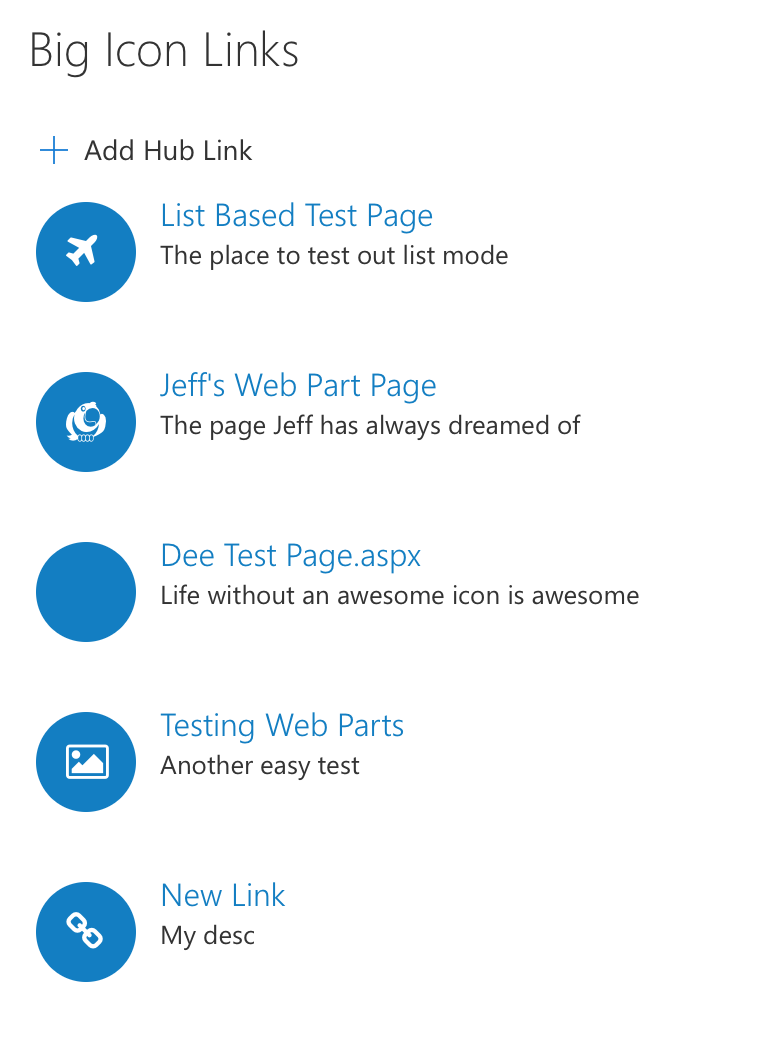 Big Icon Links
Add Hub Link
List Based Test Page
The place to test out list mode
Jeff's Web Part Page
The page Jeff has always dreamed of
Dee Test Page.aspx
Life without an awesome icon is awesome
Testing Web Parts
Another easy test
New Link
My desc